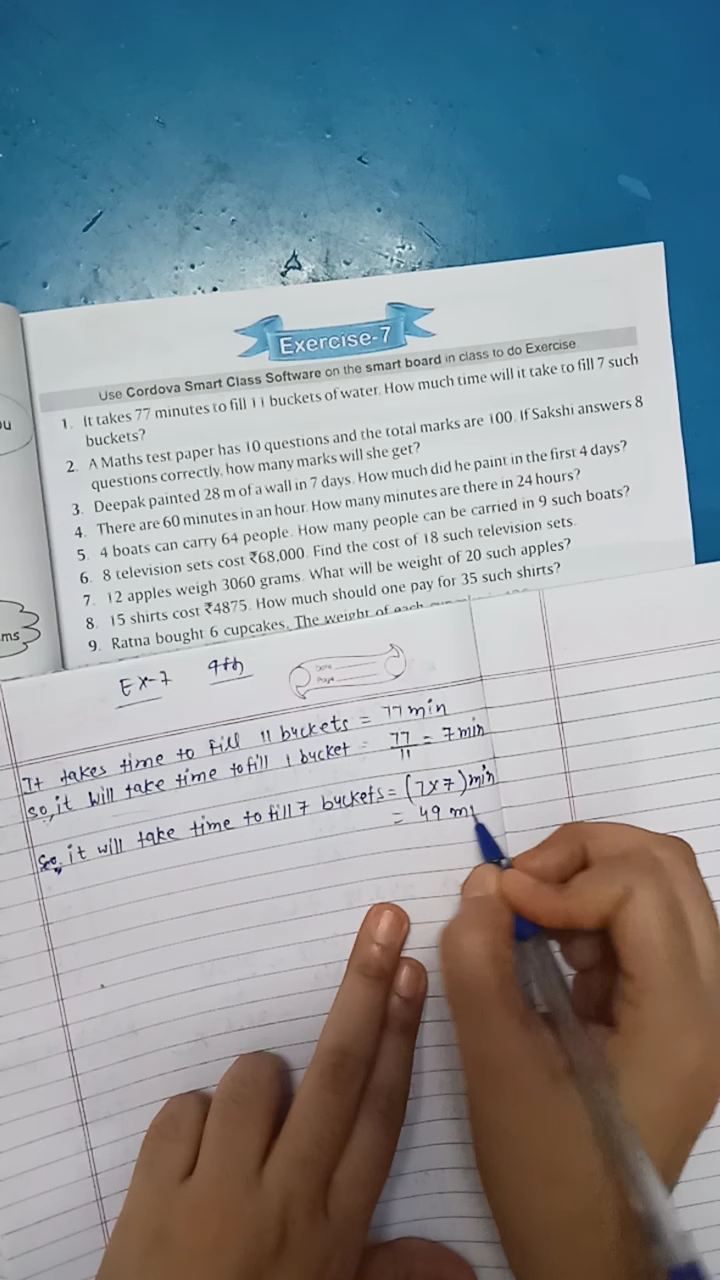 Exercise-7
Use Cordova Smart Class Software on the smart board in class to do Exercise
1. It takes 77 minutes to fill 11 buckets of water. How much time will it take to fill 7 such
buckets?
2. A Maths test paper has 10 questions and the total marks are 100. If Sakshi answers 8
questions correctly, how many marks will she get?
3. Deepak painted 28 m of a wall in 7 days. How much did he paint in the first 4 days?
4. There are 60 minutes in an hour. How many minutes are there in 24 hours?
5. 4 boats can carry 64 people. How many people can be carried in 9 such boats?
6. 8 television sets cost ₹68,000. Find the cost of 18 such television sets.
7. 12 apples weigh 3060 grams. What will be weight of 20 such apples?
8. 15 shirts cost ₹4875. How much should one pay for 35 such shirts?
9. Ratna bought 6 cupcakes. The weight of each
ms
Ex-7 9th
Date
Page
It takes time to fill 11 buckets = 77 min
so, it will take time to fill 1 bucket = 77/11 = 7 min
So, it will take time to fill 7 buckets = (7×7) min
= 49 mi